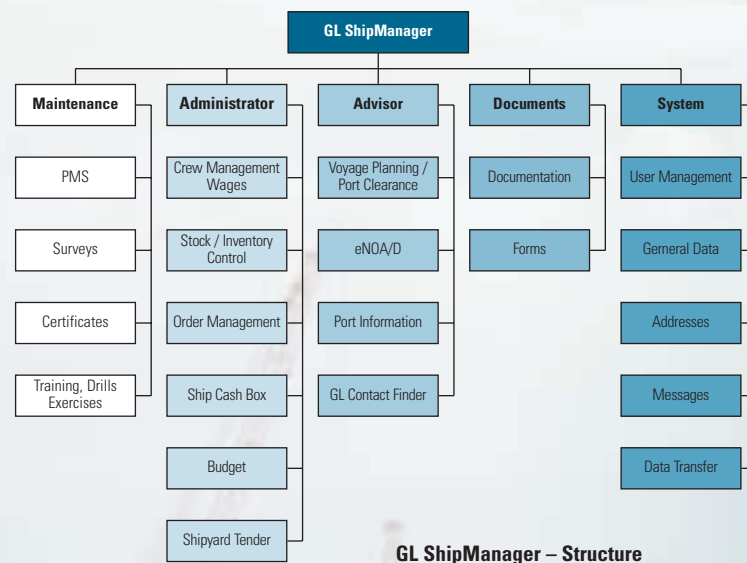 GL ShipManager
Maintenance
Administrator
Advisor
Documents
System
PMS
Crew Management
Wages
Voyage Planning /
Port Clearance
Documentation
User Management
Surveys
Stock / Inventory
Control
eNOA/D
Forms
Gerneral Data
Certificates
Order Management
Port Information
Addresses
Training, Drills
Exercises
Ship Cash Box
GL Contact Finder
Messages
Budget
Data Transfer
Shipyard Tender
GL ShipManager – Structure